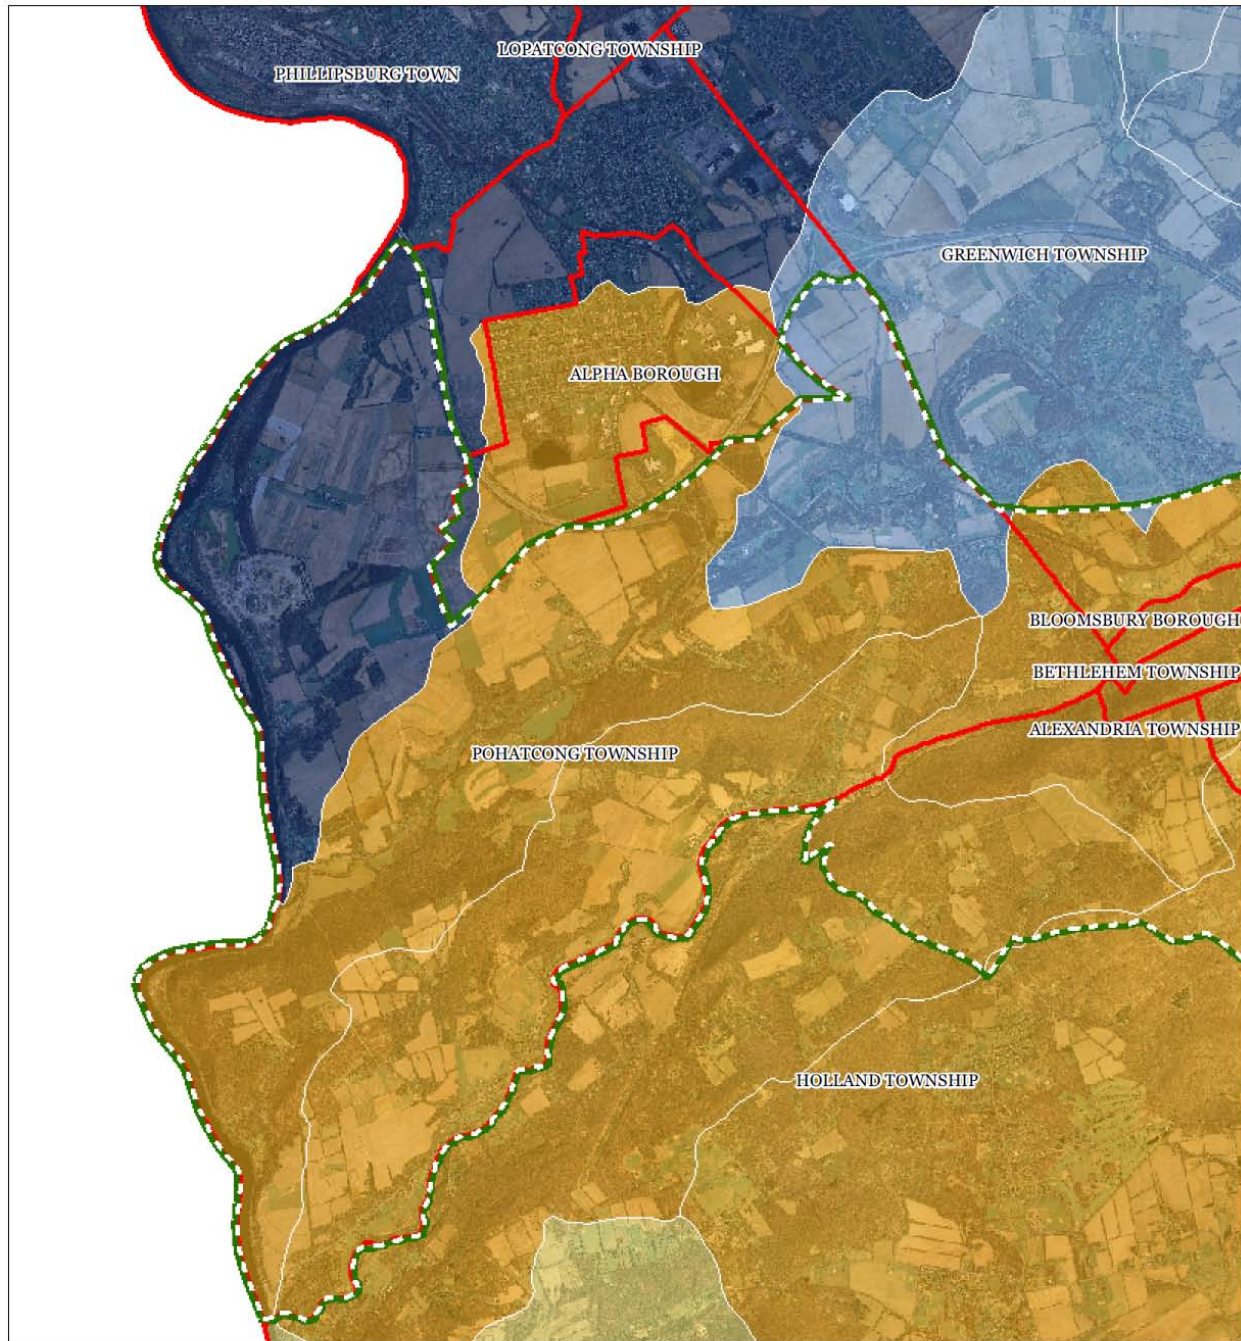 LOPATCONG TOWNSHIP
PHILLIPSBURG TOWN
GREENWICH TOWNSHIP
ALPHA BOROUGH
BLOOMSBURY BOROUGH
BETHLEHEM TOWNSHIP
ALEXANDRIA TOWNSHIP
POHATCONG TOWNSHIP
HOLLAND TOWNSHIP